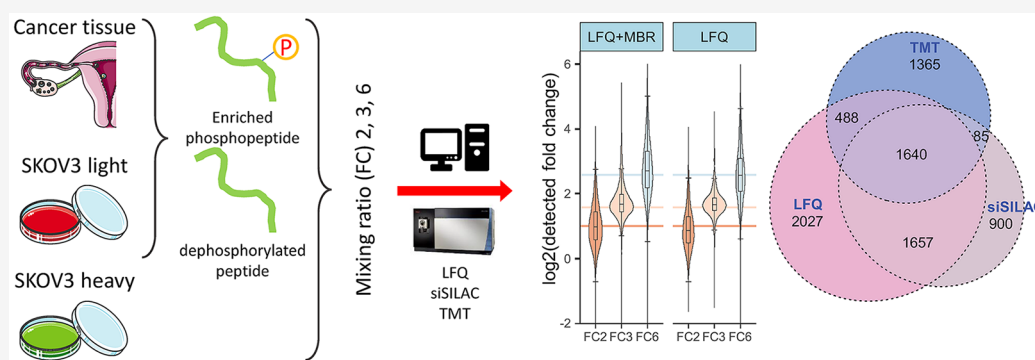 Cancer tissue
SKOV3 light
SKOV3 heavy
P
Enriched
phosphopeptide
dephosphorylated
peptide
Mixing ratio (FC) 2, 3, 6
LFQ
siSILAC
TMT
log2(detected fold change)
LFQ+MBR
LFQ
6
4
2
0
-2
FC2 FC3 FC6
FC2 FC3 FC6
TMT
1365
488
85
1640
LFQ
2027
siSILAC
900
1657